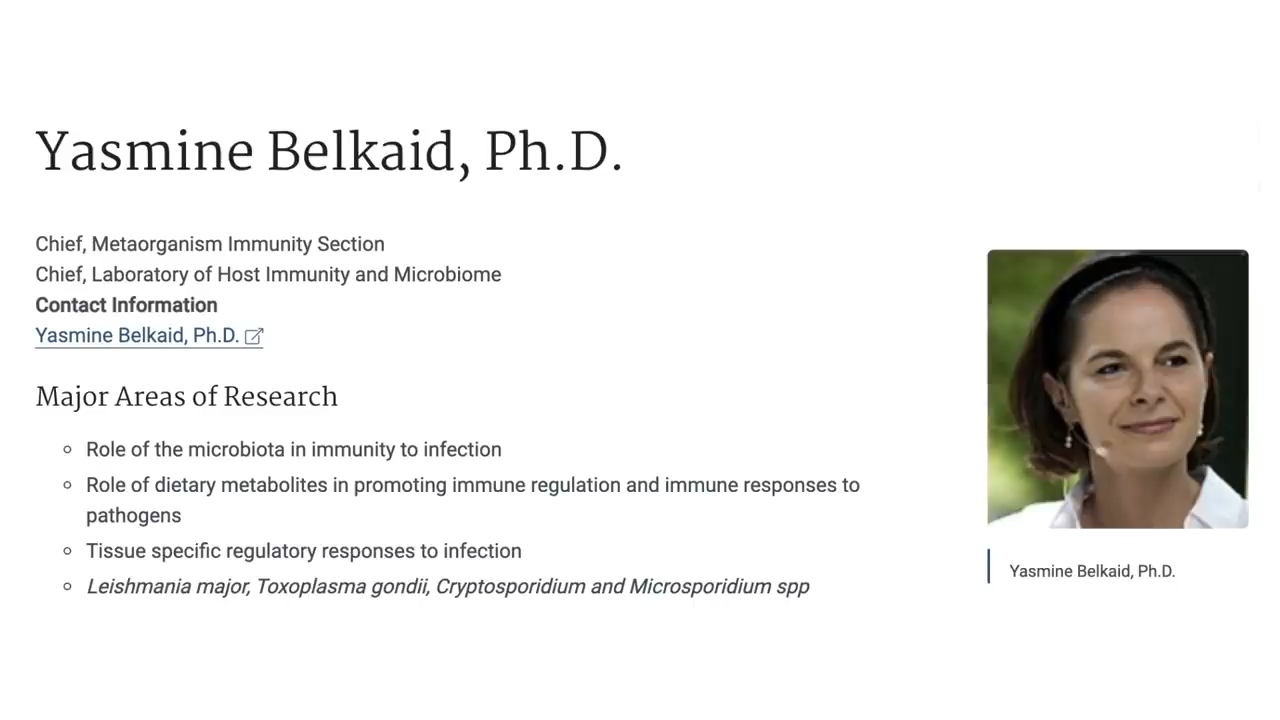 Yasmine Belkaid, Ph.D.
Chief, Metaorganism Immunity Section
Chief, Laboratory of Host Immunity and Microbiome
Contact Information
Yasmine Belkaid, Ph.D.
Major Areas of Research
Role of the microbiota in immunity to infection
Role of dietary metabolites in promoting immune regulation and immune responses to
pathogens
Tissue specific regulatory responses to infection
Leishmania major, Toxoplasma gondii, Cryptosporidium and Microsporidium spp
Yasmine Belkaid, Ph.D.